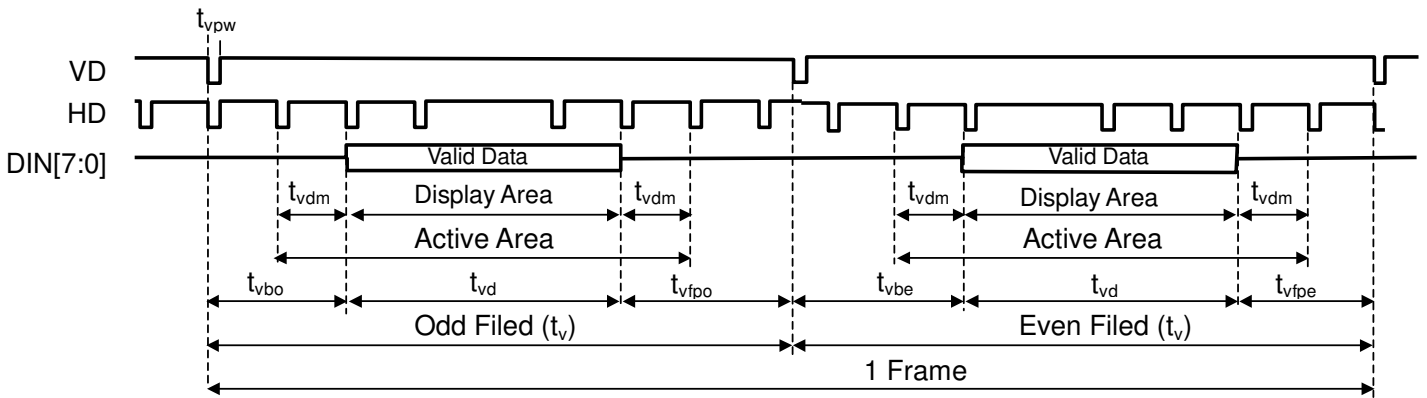 tvpw
VD
HD
DIN[7:0]
Valid Data
Valid Data
tvdm
Display Area
tvdm
tvdm
Display Area
tvdm
Active Area
Active Area
tvbo
tvd
tvfpo
tvbe
tvd
tvfpe
Odd Filed (tv)
Even Filed (tv)
1 Frame